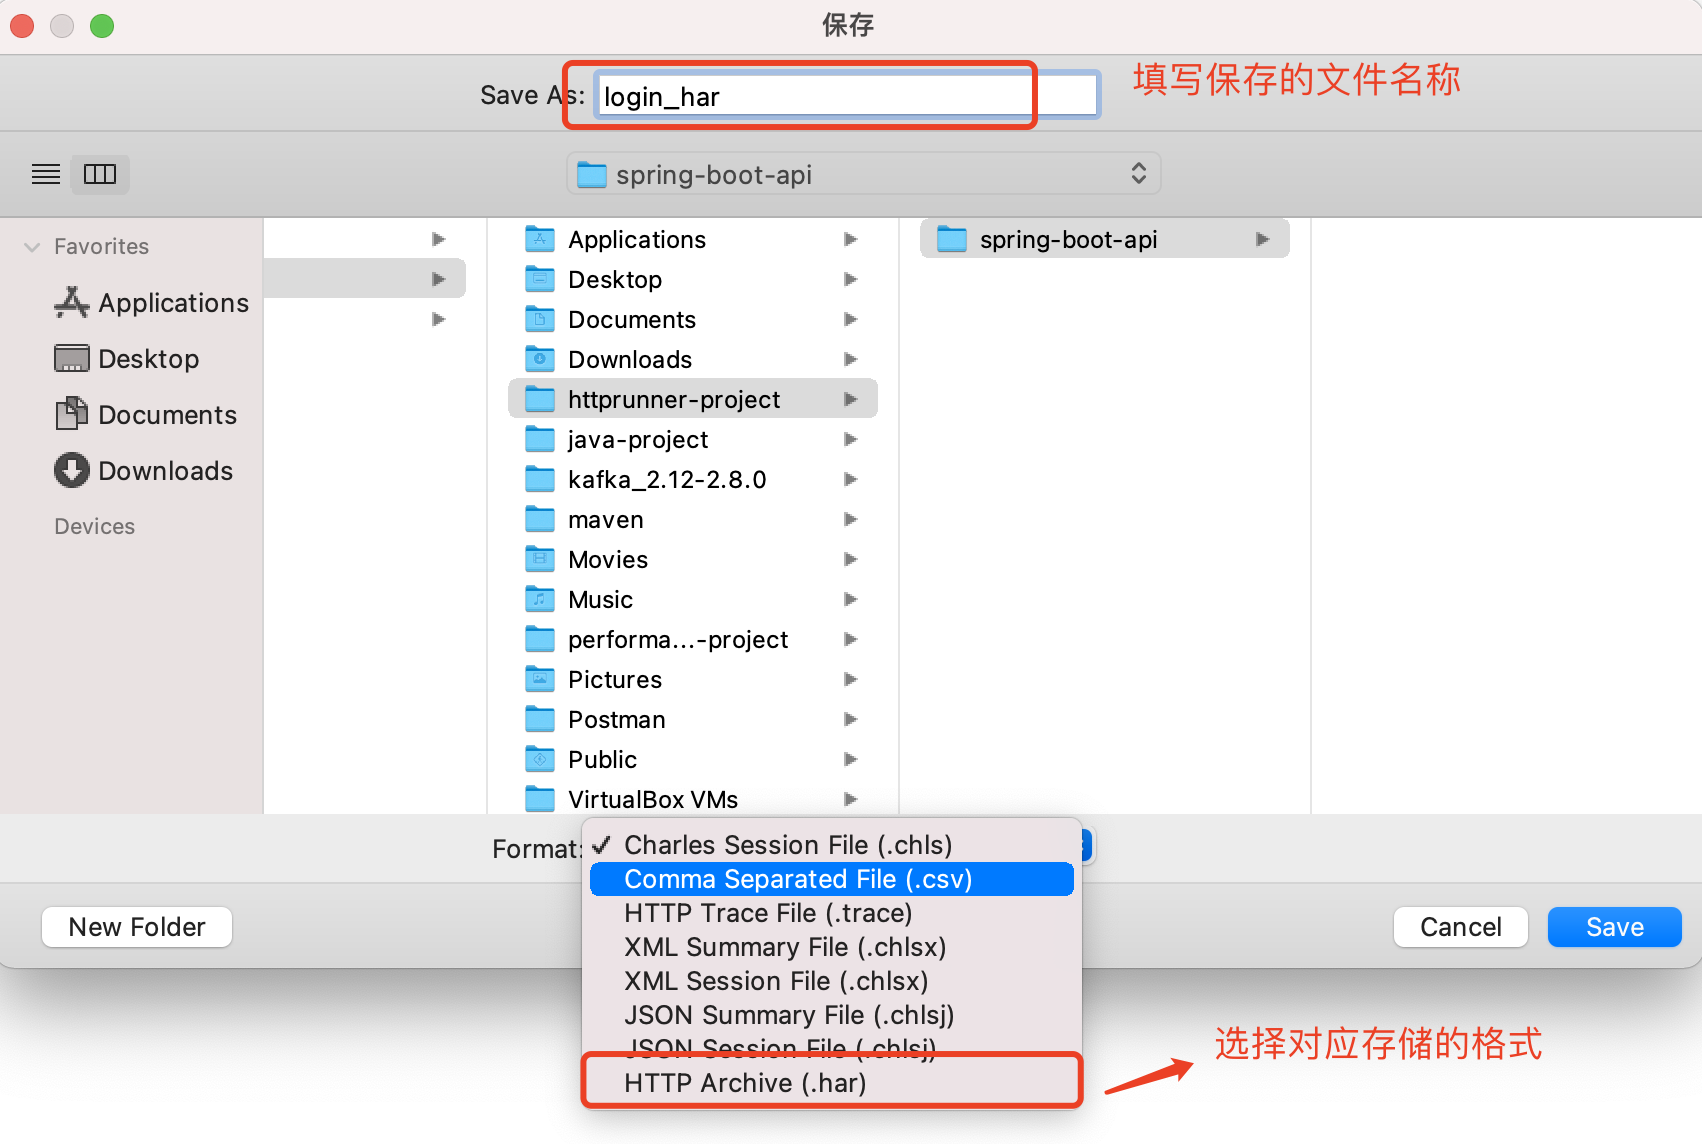 保存
Save As: login_har
填写保存的文件名称
spring-boot-api
Favorites
Applications
Desktop
Documents
Downloads
Devices
Applications
Desktop
Documents
Downloads
httprunner-project
java-project
kafka_2.12-2.8.0
maven
Movies
Music
performa...-project
Pictures
Postman
Public
VirtualBox VMs
spring-boot-api
Format:
✓ Charles Session File (.chls)
Comma Separated File (.csv)
HTTP Trace File (.trace)
XML Summary File (.chlsx)
XML Session File (.chlsx)
JSON Summary File (.chlsj)
JSON Session File (.chlsj)
HTTP Archive (.har)
New Folder
Cancel
Save
选择对应存储的格式